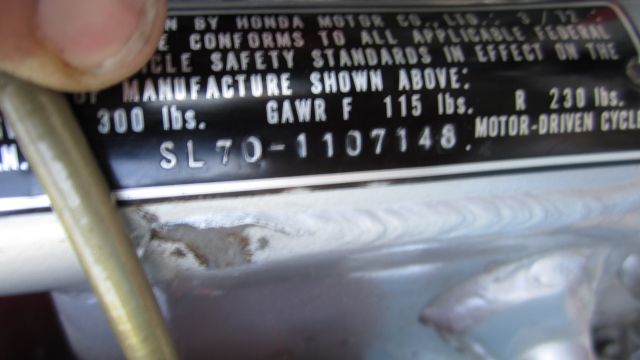 BY HONDA MOTOR CO., LTD. 3/72
CONFORMS TO ALL APPLICABLE FEDERAL
SAFETY STANDARDS IN EFFECT ON THE
MANUFACTURE SHOWN ABOVE:
300 lbs. GAWR F 115 lbs. R 230 lbs.
SL70-1107148. MOTOR-DRIVEN CYCLE